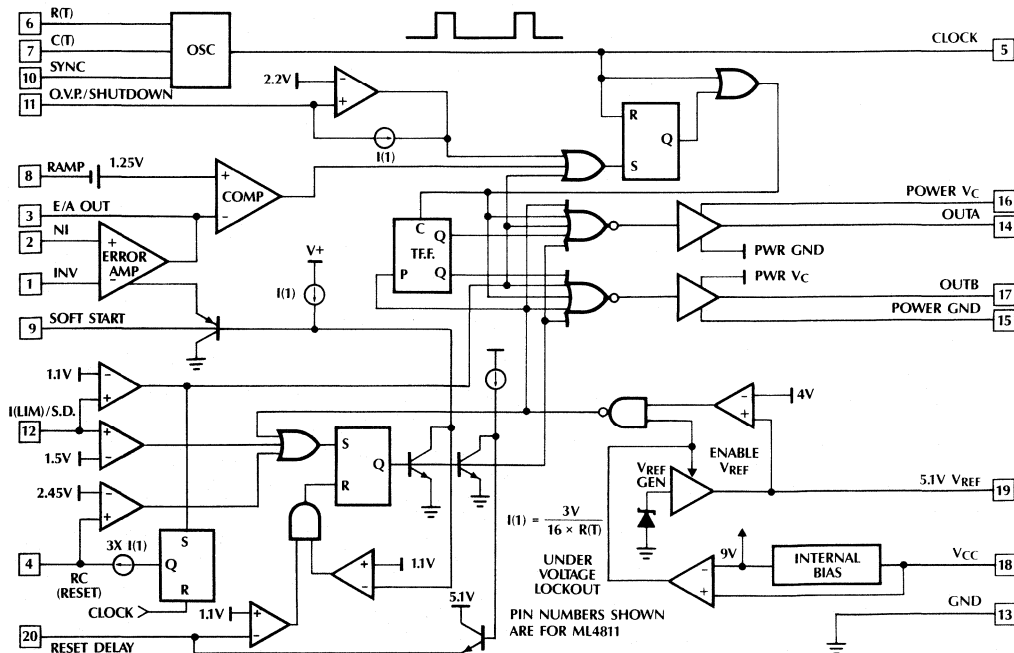 6 R(T)
7 C(T)
10 SYNC
11 O.V.P./SHUTDOWN
OSC
CLOCK 5
2.2V
−
+
I(1)
R
S
Q
8 RAMP 1.25V
3 E/A OUT
2 NI
1 INV
+
−
COMP
+
ERROR
AMP
−
V+
I(1)
9 SOFT START
C
Q
T.F.F.
P
Q
POWER VC 16
OUTA 14
PWR GND
PWR VC
OUTB 17
POWER GND 15
1.1V
−
+
I(LIM)/S.D.
12
+
−
1.5V
2.45V
−
+
S
Q
R
4
3X I(1)
RC
(RESET)
S
Q
R
CLOCK
1.1V
+
−
20 RESET DELAY
+
−
1.1V
5.1V
−
+
4V
ENABLE
VREF
VREF
GEN
5.1V VREF 19
I(1) = 3V
16 × R(T)
UNDER
VOLTAGE
LOCKOUT
9V
−
+
INTERNAL
BIAS
VCC 18
GND 13
PIN NUMBERS SHOWN
ARE FOR ML4811